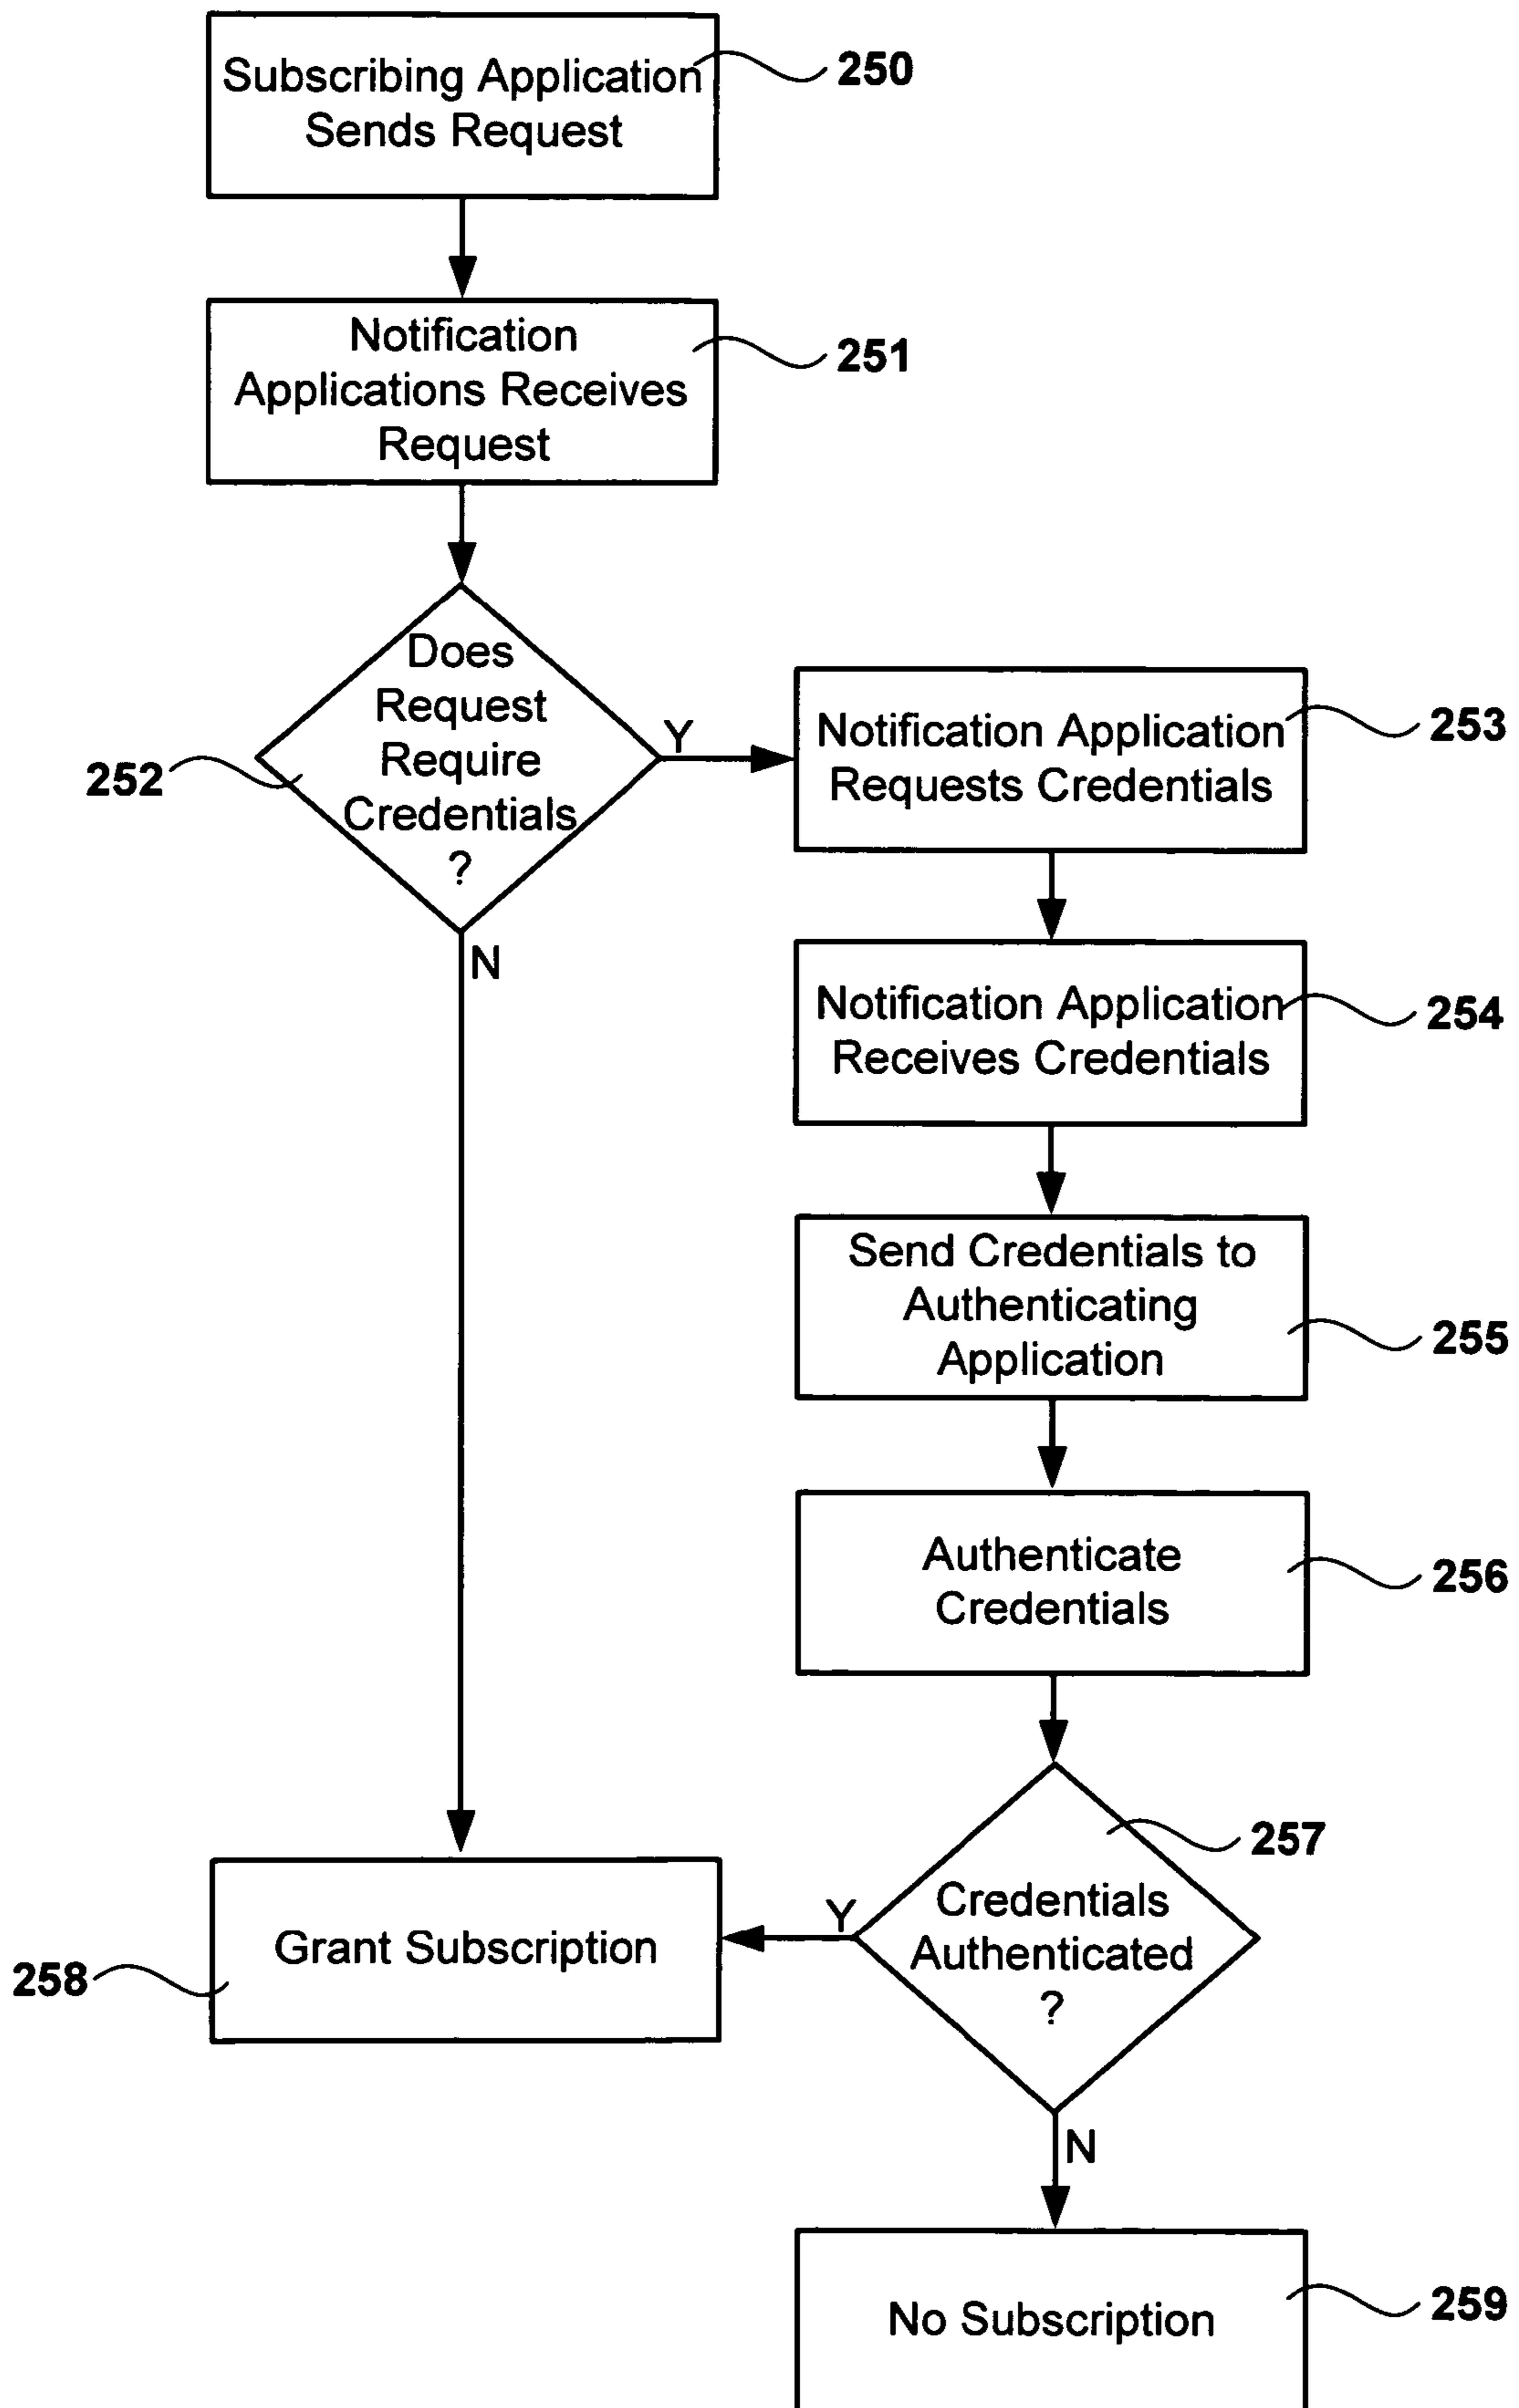 Subscribing Application
Sends Request
250
Notification
Applications Receives
Request
251
Does
Request
Require
Credentials
?
252
Y
N
Notification Application
Requests Credentials
253
Notification Application
Receives Credentials
254
Send Credentials to
Authenticating
Application
255
Authenticate
Credentials
256
257
Credentials
Authenticated
?
Y
N
Grant Subscription
258
No Subscription
259